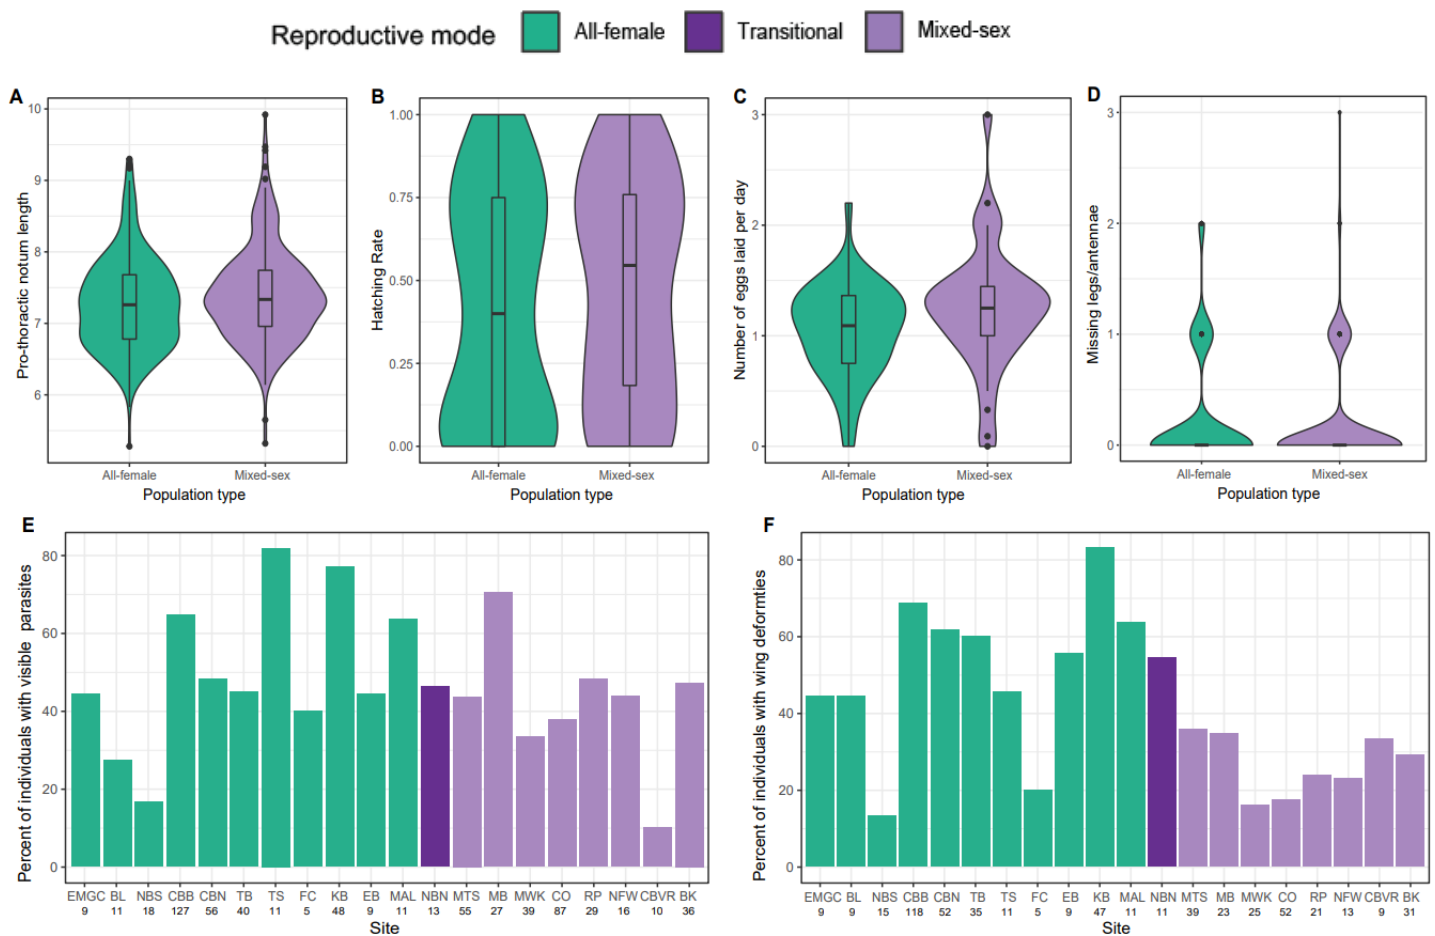 Reproductive mode All-female Transitional Mixed-sex
A
Pro-thoractic notum length
10
9
8
7
6
All-female Mixed-sex
Population type
B
Hatching Rate
1.00
0.75
0.50
0.25
0.00
All-female Mixed-sex
Population type
C
Number of eggs laid per day
3
2
1
0
All-female Mixed-sex
Population type
D
Missing legs/antennae
3
2
1
0
All-female Mixed-sex
Population type
E
Percent of individuals with visible parasites
80
60
40
20
0
EMGC BL NBS CBB CBN TB TS FC KB EB MAL NBN MTS MB MWK CO RP NFW CBVR BK
9 11 18 127 56 40 11 5 48 9 11 13 55 27 39 87 29 16 10 36
Site
F
Percent of individuals with wing deformties
80
60
40
20
0
EMGC BL NBS CBB CBN TB TS FC EB KB MAL NBN MTS MB MWK CO RP NFW CBVR BK
9 9 15 118 52 35 11 5 9 47 11 11 39 23 25 52 21 13 9 31
Site